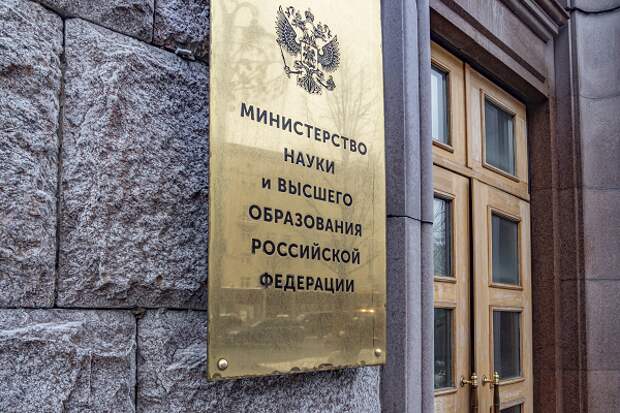 МИНИСТЕРСТВО
НАУКИ
и ВЫСШЕГО
ОБРАЗОВАНИЯ
РОССИЙСКОЙ
ФЕДЕРАЦИИ